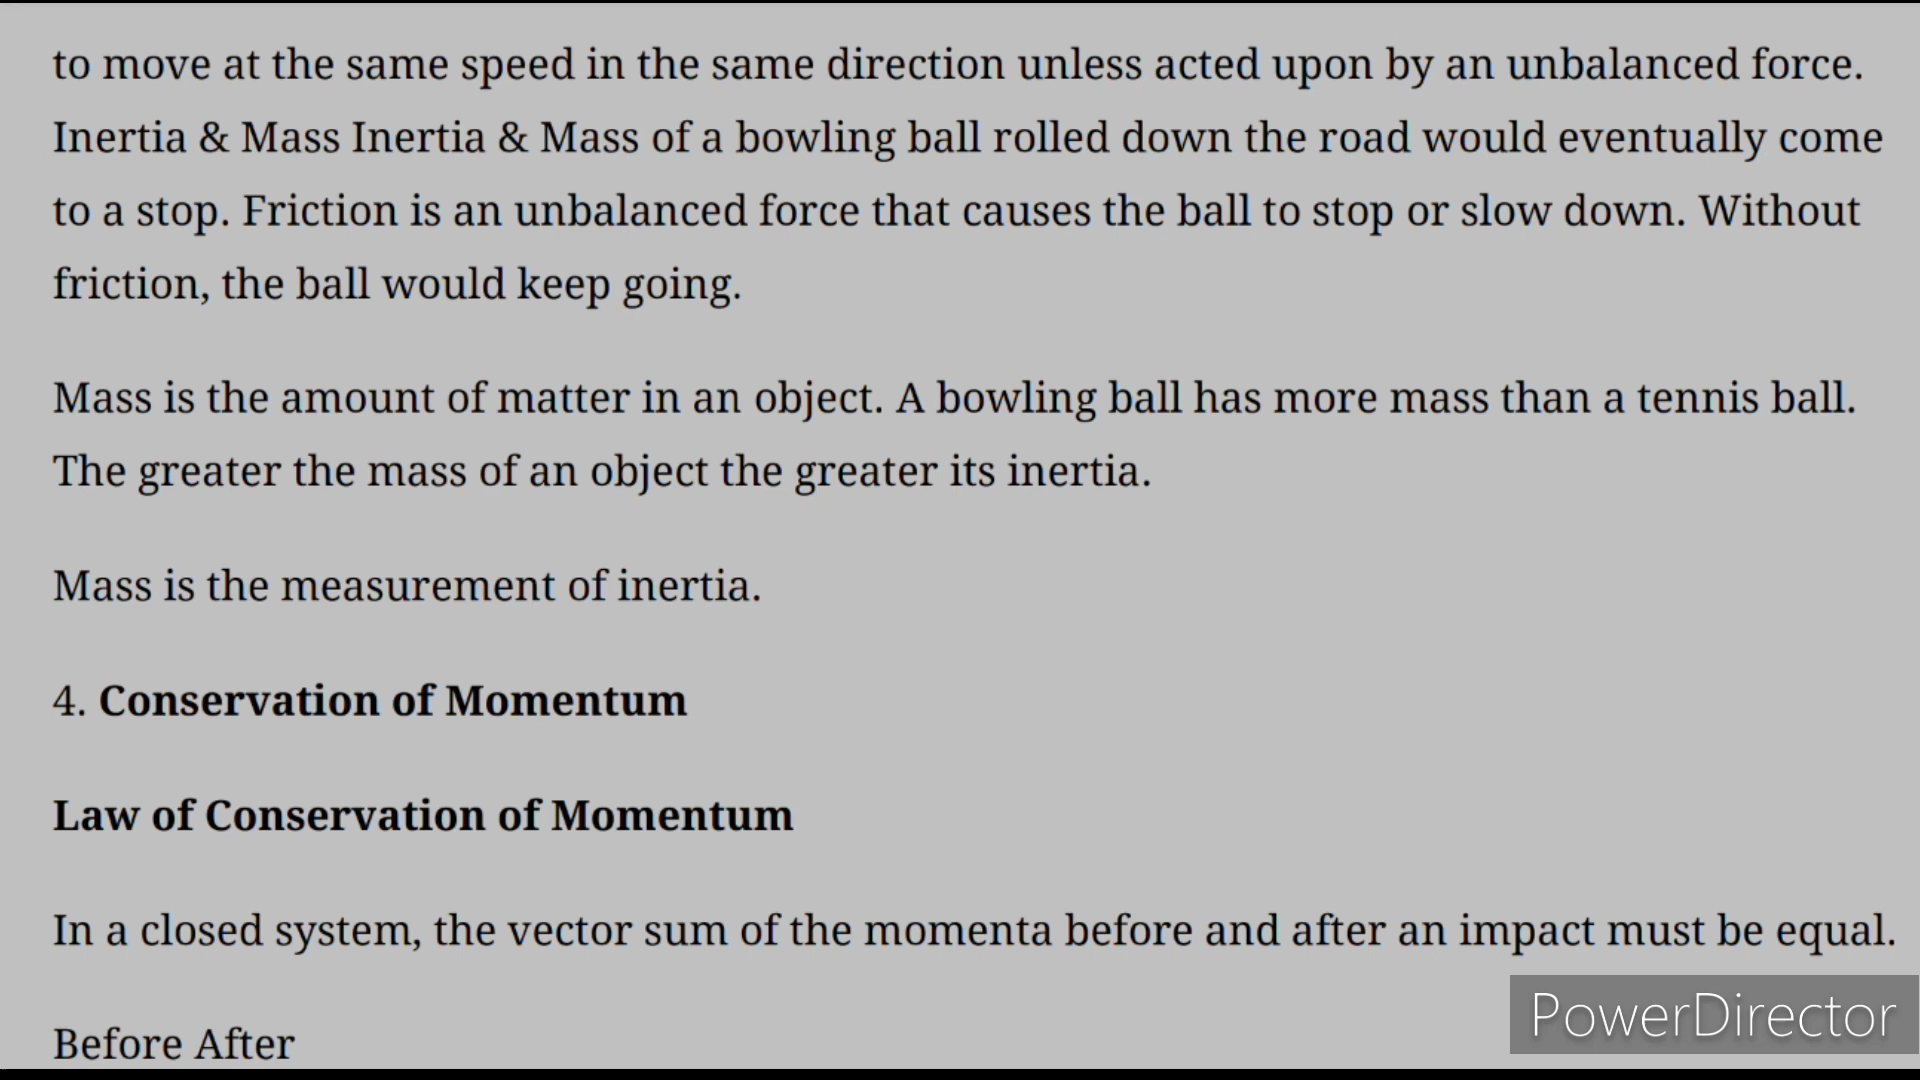 to move at the same speed in the same direction unless acted upon by an unbalanced force.
Inertia & Mass Inertia & Mass of a bowling ball rolled down the road would eventually come
to a stop. Friction is an unbalanced force that causes the ball to stop or slow down. Without
friction, the ball would keep going.
Mass is the amount of matter in an object. A bowling ball has more mass than a tennis ball.
The greater the mass of an object the greater its inertia.
Mass is the measurement of inertia.
4. Conservation of Momentum
Law of Conservation of Momentum
In a closed system, the vector sum of the momenta before and after an impact must be equal.
Before After
PowerDirector